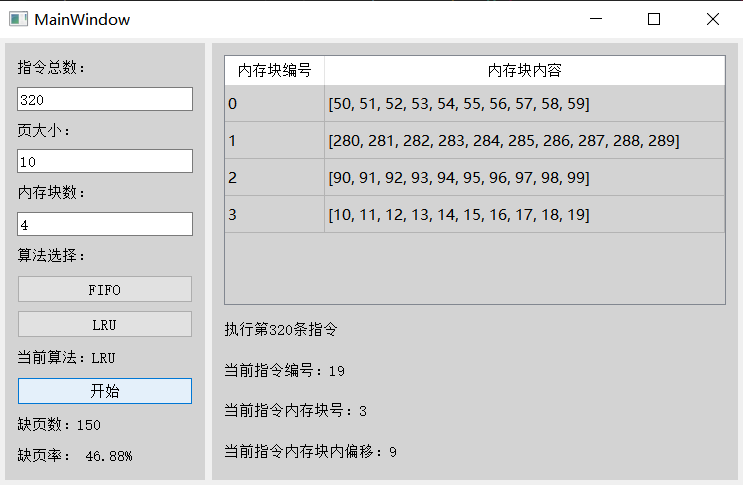 MainWindow
指令总数：
320
页大小：
10
内存块数：
4
算法选择：
FIFO
LRU
当前算法：LRU
开始
缺页数：150
缺页率： 46.88%
内存块编号 内存块内容
0 [50, 51, 52, 53, 54, 55, 56, 57, 58, 59]
1 [280, 281, 282, 283, 284, 285, 286, 287, 288, 289]
2 [90, 91, 92, 93, 94, 95, 96, 97, 98, 99]
3 [10, 11, 12, 13, 14, 15, 16, 17, 18, 19]
执行第320条指令
当前指令编号：19
当前指令内存块号：3
当前指令内存块内偏移：9